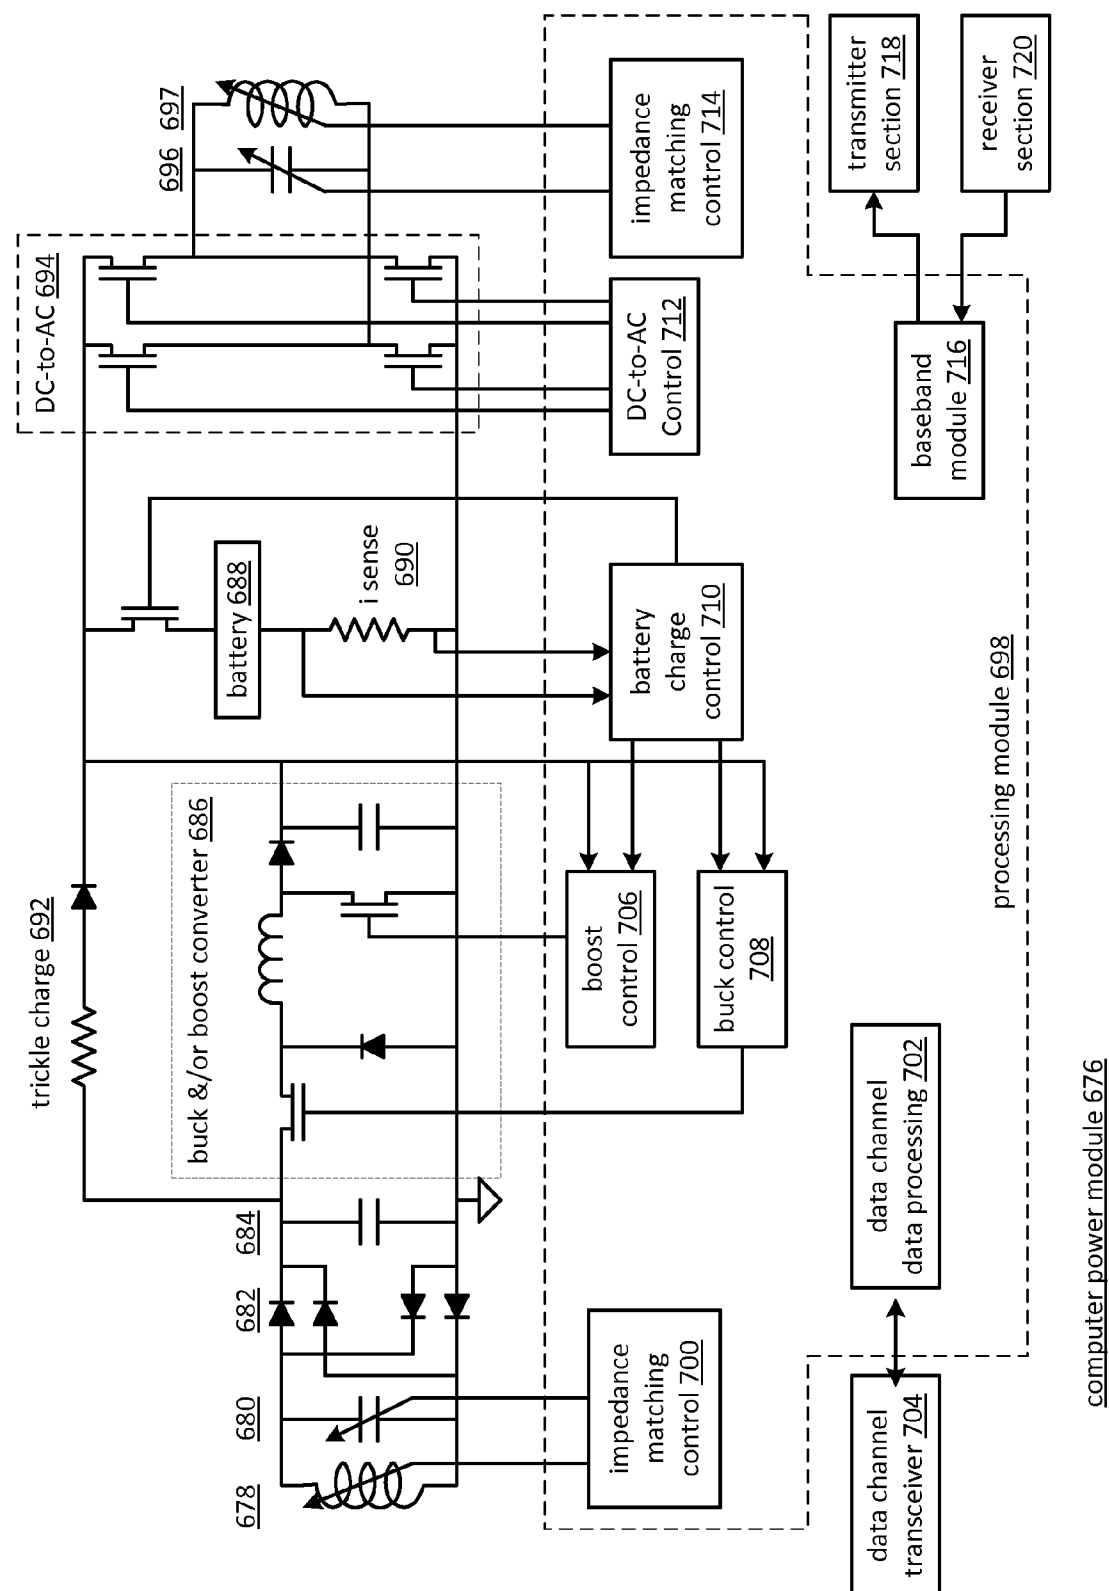 trickle charge 692
DC-to-AC 694
696
697
buck &/or boost converter 686
battery 688
i sense
690
678
680
682
684
impedance
matching
control 700
boost
control 706
buck control
708
battery
charge
control 710
DC-to-AC
Control 712
impedance
matching
control 714
data channel
transceiver 704
data channel
data processing 702
processing module 698
baseband
module 716
transmitter
section 718
receiver
section 720
computer power module 676